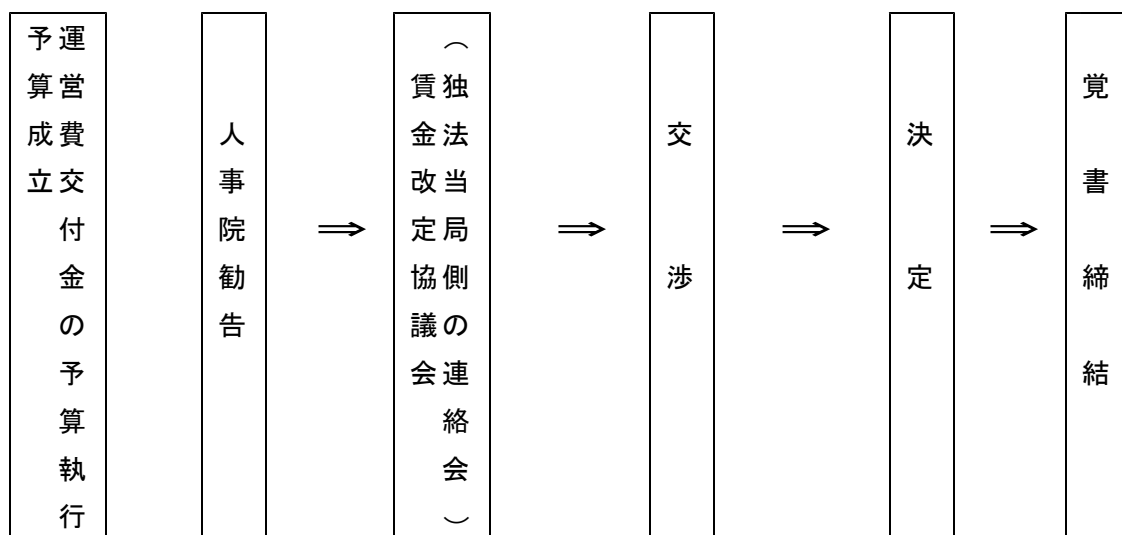 予算成立
運営費交付金の予算執行
人事院勧告
⇒
賃金改定協議会
（独法当局側の連絡会）
⇒
交渉
⇒
決定
⇒
覚書締結